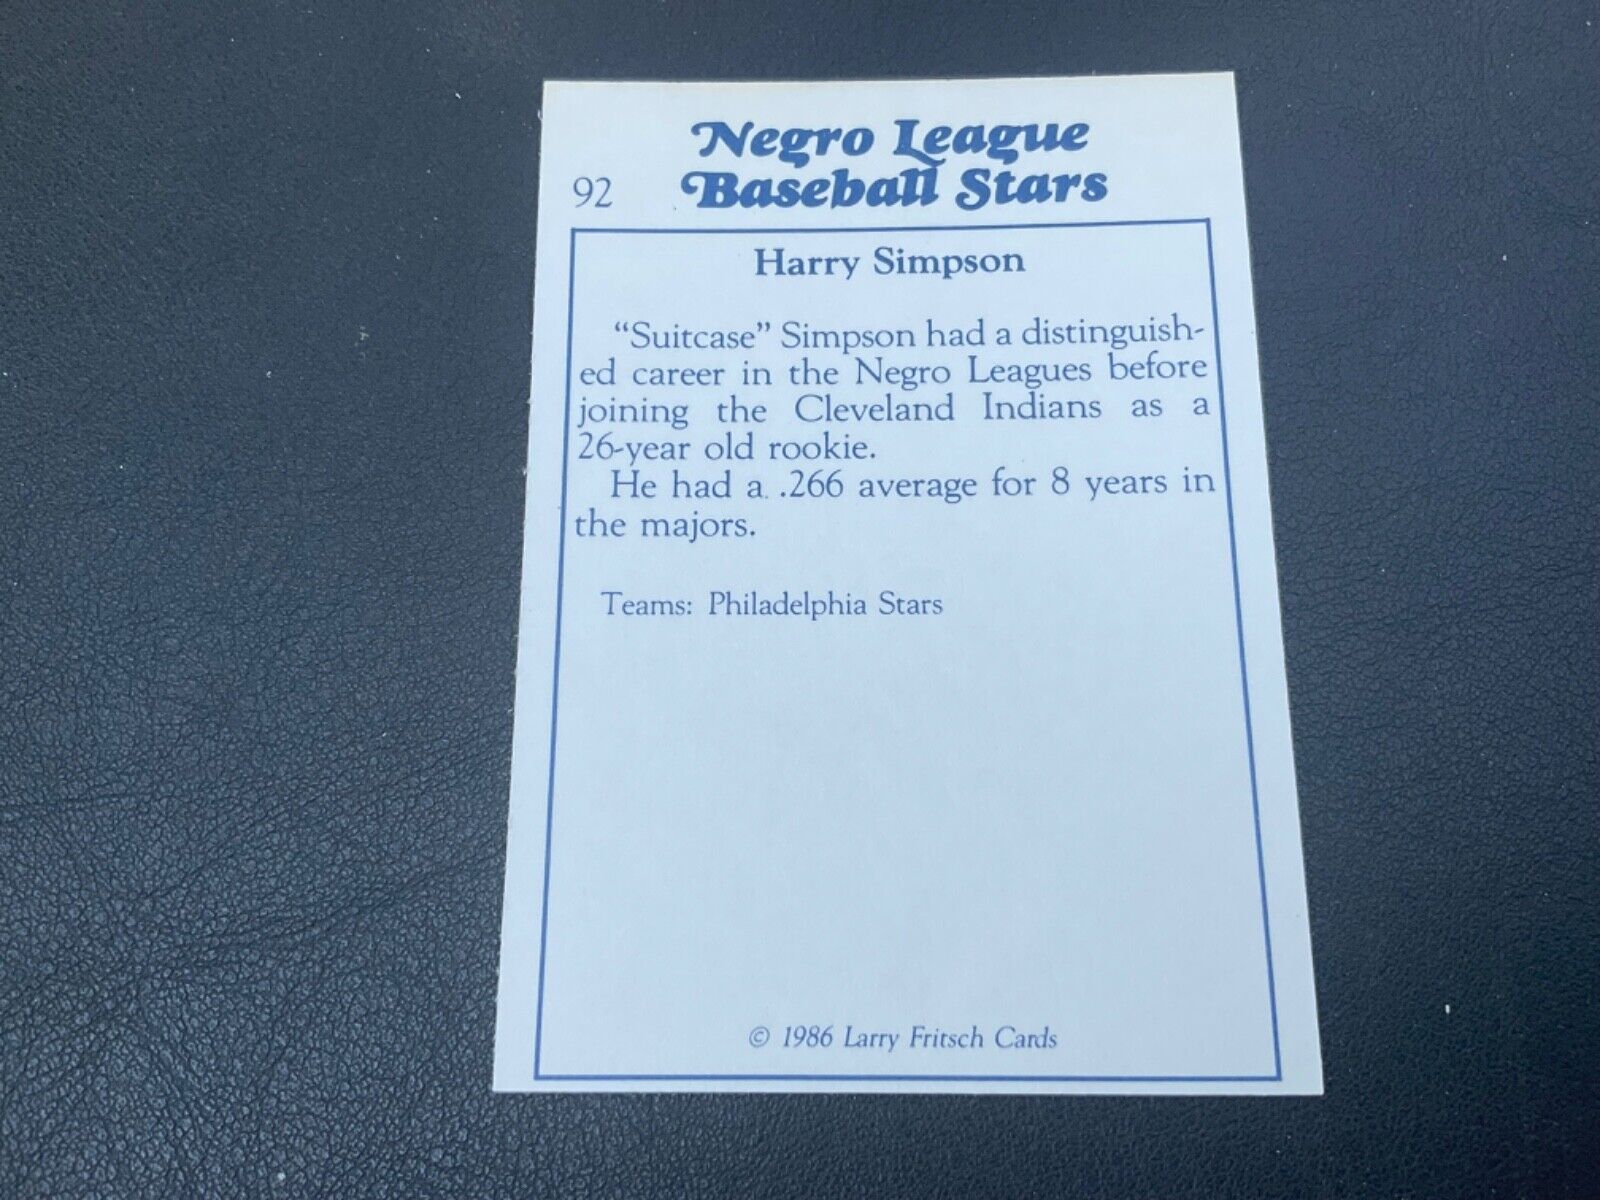 Negro League
Baseball Stars
92
Harry Simpson
"Suitcase" Simpson had a distinguish-
ed career in the Negro Leagues before
joining the Cleveland Indians as a
26-year old rookie.
He had a .266 average for 8 years in
the majors.
Teams: Philadelphia Stars
© 1986 Larry Fritsch Cards